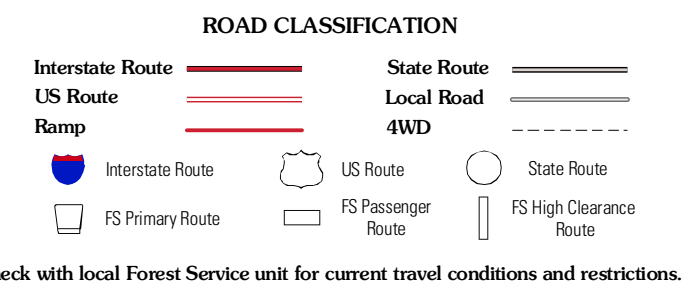 ROAD CLASSIFICATION
Interstate Route
State Route
US Route
Local Road
Ramp
4WD
Interstate Route
US Route
State Route
FS Primary Route
FS Passenger
Route
FS High Clearance
Route
with local Forest Service unit for current travel conditions and restrictions.